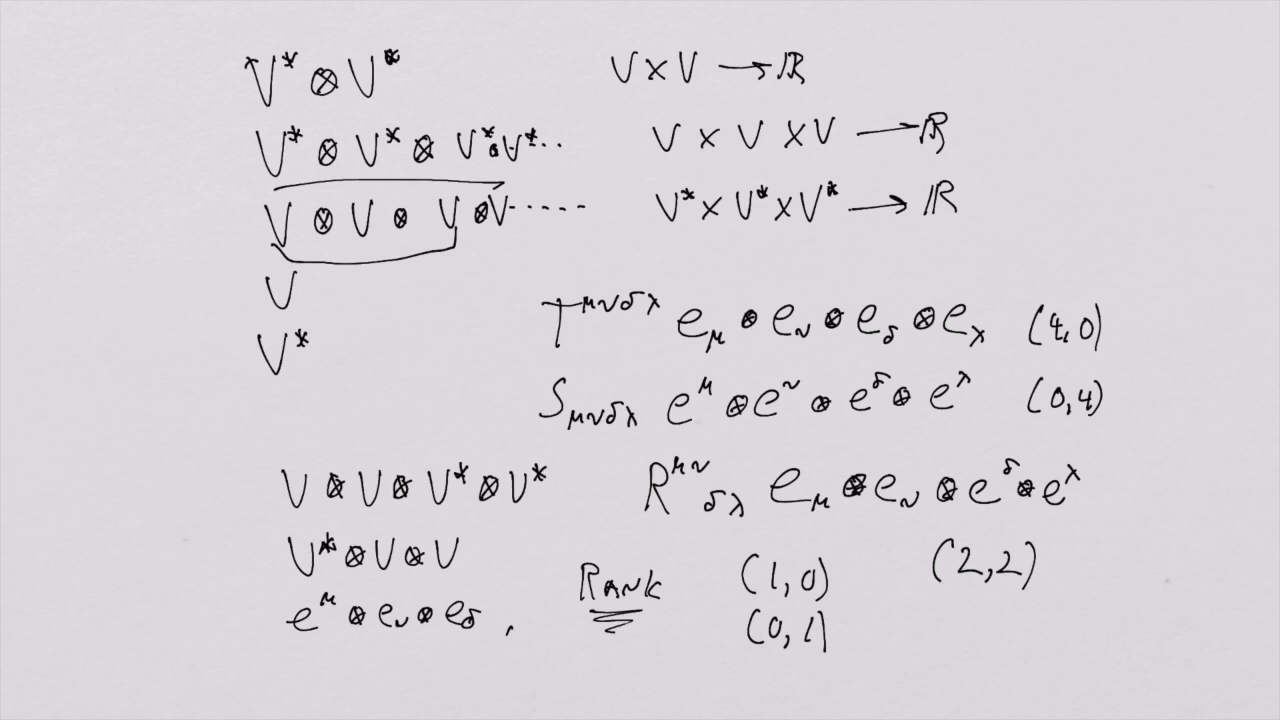 V* ⊗ V* V × V → ℝ
V* ⊗ V* ⊗ V* ⊗ V* ·· V × V × V → ℝ
V ⊗ V ⊗ V ⊗ V ····· V* × V* × V* → ℝ
V
T^{μνδλ} e_μ ⊗ e_ν ⊗ e_δ ⊗ e_λ (4,0)
V*
S_{μνδλ} e^μ ⊗ e^ν ⊗ e^δ ⊗ e^λ (0,4)
V ⊗ V ⊗ V* ⊗ V* R^{μν}_{δλ} e_μ ⊗ e_ν ⊗ e^δ ⊗ e^λ
V* ⊗ V ⊗ V (2,2)
RANK (1,0)
e^μ ⊗ e_ν ⊗ e_δ , (0,1)